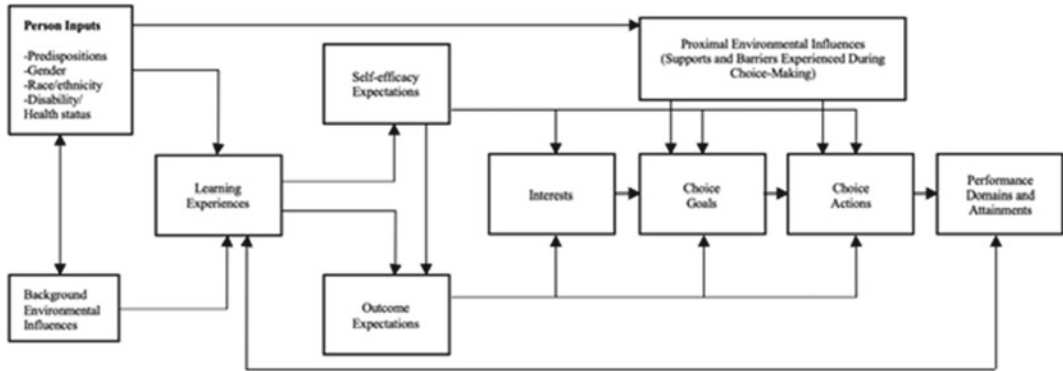 Person Inputs
-Predispositions
-Gender
-Race/ethnicity
-Disability/
Health status
Proximal Environmental Influences
(Supports and Barriers Experienced During
Choice-Making)
Self-efficacy
Expectations
Learning
Experiences
Interests
Choice
Goals
Choice
Actions
Performance
Domains and
Attainments
Background
Environmental
Influences
Outcome
Expectations